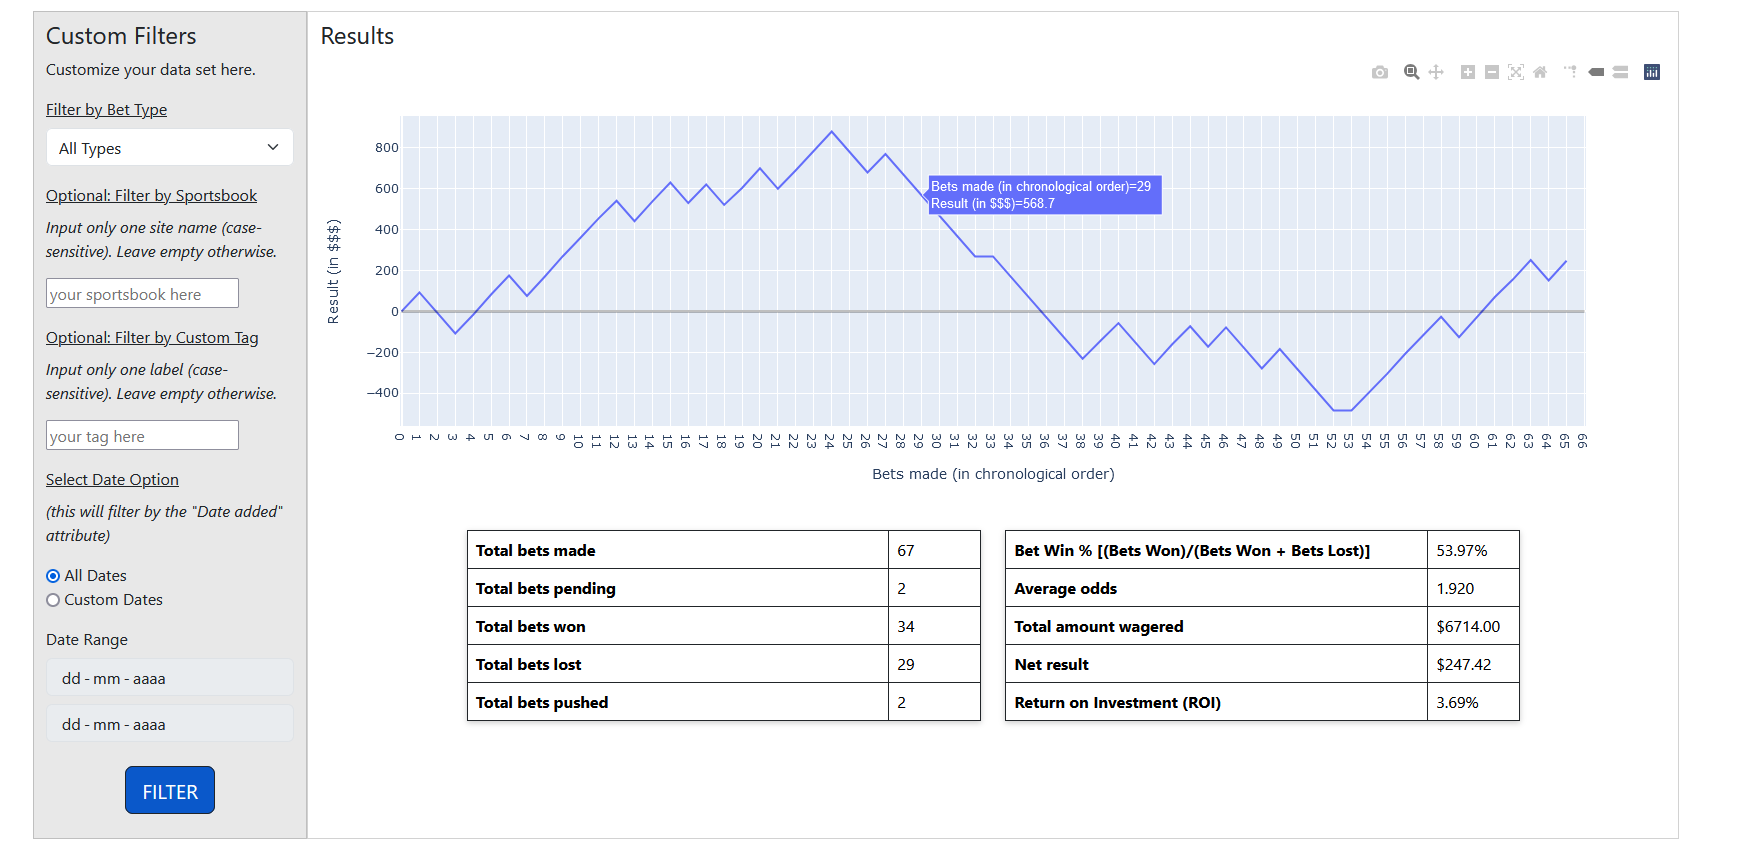 Custom Filters
Customize your data set here.
Filter by Bet Type
All Types
Optional: Filter by Sportsbook
Input only one site name (case-
sensitive). Leave empty otherwise.
your sportsbook here
Optional: Filter by Custom Tag
Input only one label (case-
sensitive). Leave empty otherwise.
your tag here
Select Date Option
(this will filter by the "Date added"
attribute)
All Dates
Custom Dates
Date Range
dd - mm - aaaa
dd - mm - aaaa
FILTER
Results
800
600
400
200
0
−200
−400
Result (in $$$)
Bets made (in chronological order)=29
Result (in $$$)=568.7
0 1 2 3 4 5 6 7 8 9 10 11 12 13 14 15 16 17 18 19 20 21 22 23 24 25 26 27 28 29 30 31 32 33 34 35 36 37 38 39 40 41 42 43 44 45 46 47 48 49 50 51 52 53 54 55 56 57 58 59 60 61 62 63 64 65 66
Bets made (in chronological order)
Total bets made 67
Total bets pending 2
Total bets won 34
Total bets lost 29
Total bets pushed 2
Bet Win % [(Bets Won)/(Bets Won + Bets Lost)] 53.97%
Average odds 1.920
Total amount wagered $6714.00
Net result $247.42
Return on Investment (ROI) 3.69%